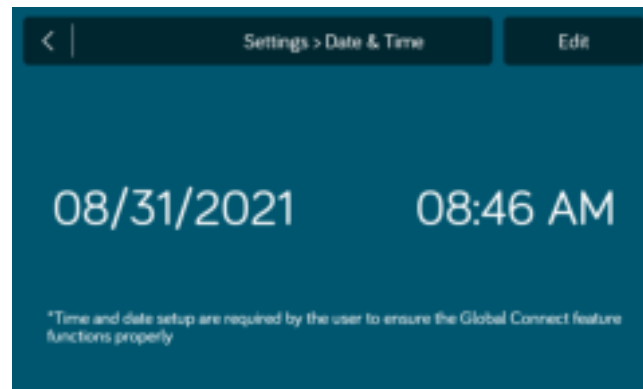 < Settings > Date & Time Edit
08/31/2021 08:46 AM
*Time and date setup are required by the user to ensure the Global Connect feature
functions properly